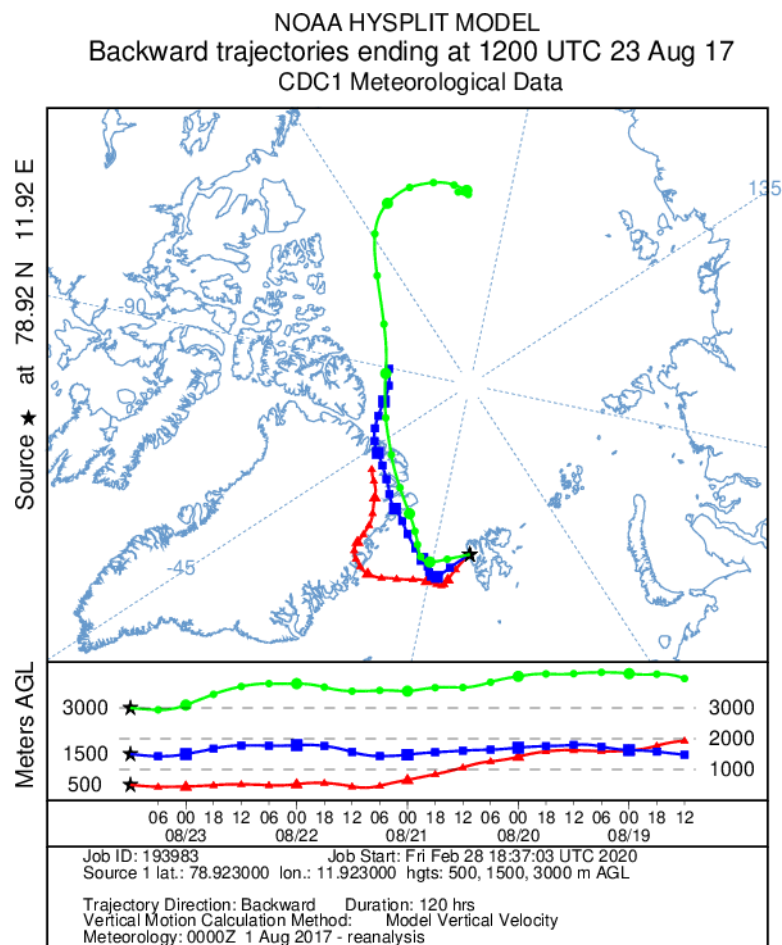 NOAA HYSPLIT MODEL
Backward trajectories ending at 1200 UTC 23 Aug 17
CDC1 Meteorological Data
Source ★ at 78.92 N 11.92 E
135
90
-45
Meters AGL
3000
1500
500
3000
2000
1000
06 00 18 12 06 00 18 12 06 00 18 12 06 00 18 12 06 00 18 12
08/23 08/22 08/21 08/20 08/19
Job ID: 193983 Job Start: Fri Feb 28 18:37:03 UTC 2020
Source 1 lat.: 78.923000 lon.: 11.923000 hgts: 500, 1500, 3000 m AGL
Trajectory Direction: Backward Duration: 120 hrs
Vertical Motion Calculation Method: Model Vertical Velocity
Meteorology: 0000Z 1 Aug 2017 - reanalysis